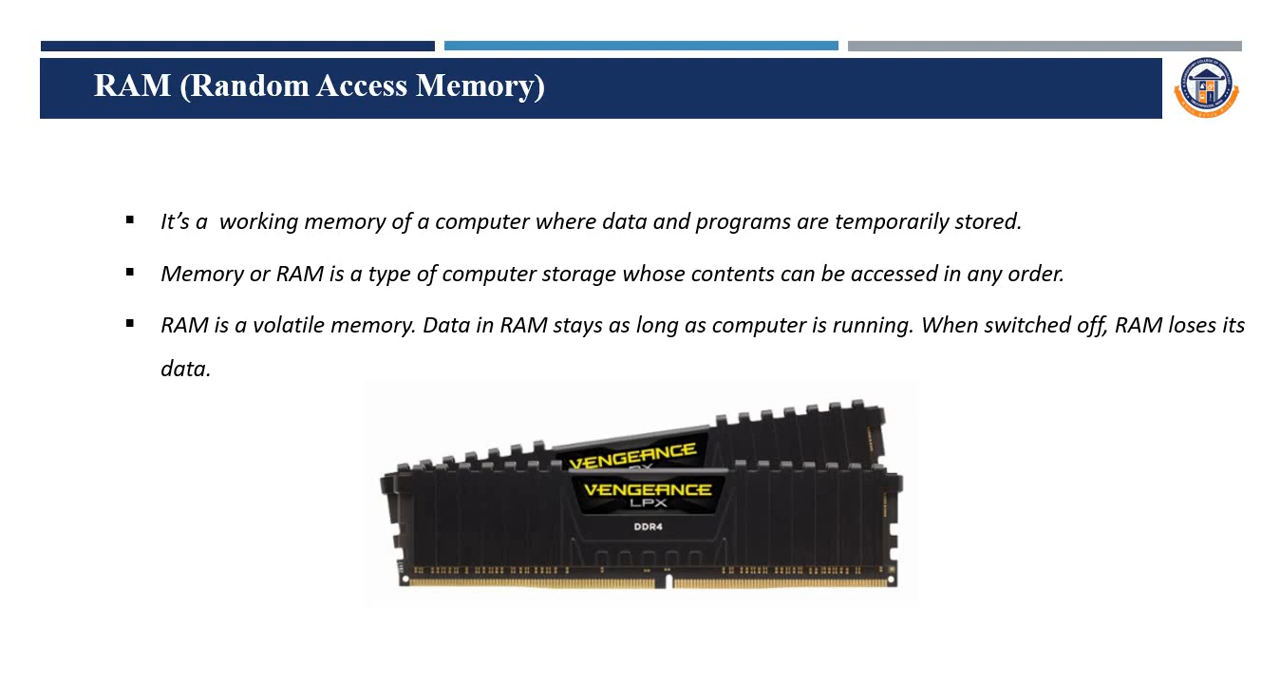 RAM (Random Access Memory)
▪ It’s a  working memory of a computer where data and programs are temporarily stored.
▪ Memory or RAM is a type of computer storage whose contents can be accessed in any order.
▪ RAM is a volatile memory. Data in RAM stays as long as computer is running. When switched off, RAM loses its
data.
VENGEANCE
VENGEANCE
LPX
DDR4